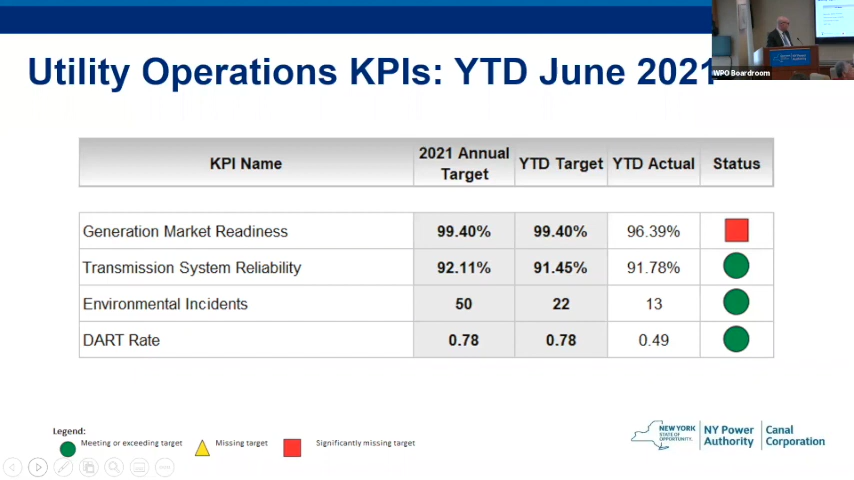 Utility Operations KPIs: YTD June 2021
WPO Boardroom
KPI Name
2021 Annual
Target
YTD Target
YTD Actual
Status
Generation Market Readiness 99.40% 99.40% 96.39%
Transmission System Reliability 92.11% 91.45% 91.78%
Environmental Incidents 50 22 13
DART Rate 0.78 0.78 0.49
Legend:
Meeting or exceeding target
Missing target
Significantly missing target
NEW YORK
STATE OF
OPPORTUNITY.
NY Power
Authority
Canal
Corporation